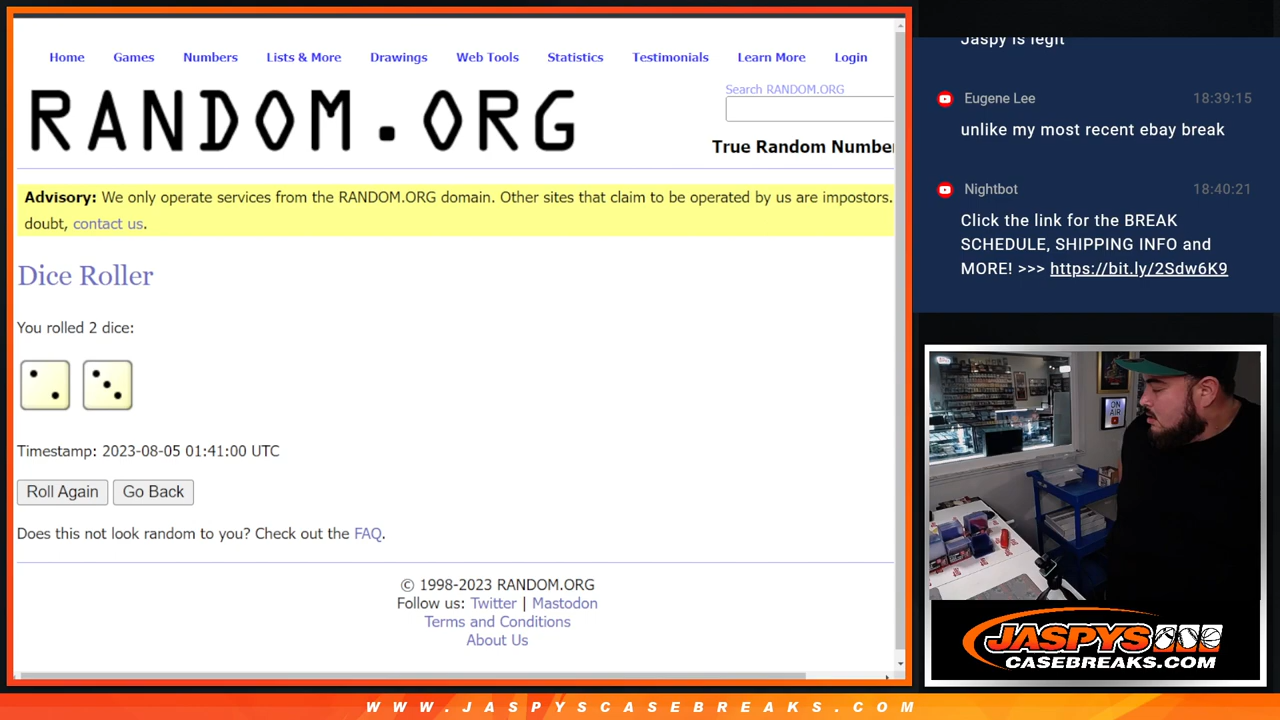 Home Games Numbers Lists & More Drawings Web Tools Statistics Testimonials Learn More Login
RANDOM.ORG
Search RANDOM.ORG
True Random Number
Advisory: We only operate services from the RANDOM.ORG domain. Other sites that claim to be operated by us are impostors.
doubt, contact us.
Dice Roller
You rolled 2 dice:
Timestamp: 2023-08-05 01:41:00 UTC
Roll Again Go Back
Does this not look random to you? Check out the FAQ.
© 1998-2023 RANDOM.ORG
Follow us: Twitter | Mastodon
Terms and Conditions
About Us
Jaspy is legit
Eugene Lee 18:39:15
unlike my most recent ebay break
Nightbot 18:40:21
Click the link for the BREAK
SCHEDULE, SHIPPING INFO and
MORE! >>> https://bit.ly/2Sdw6K9
ON
AIR
JASPYS
CASEBREAKS.COM
WWW.JASPYSCASEBREAKS.COM